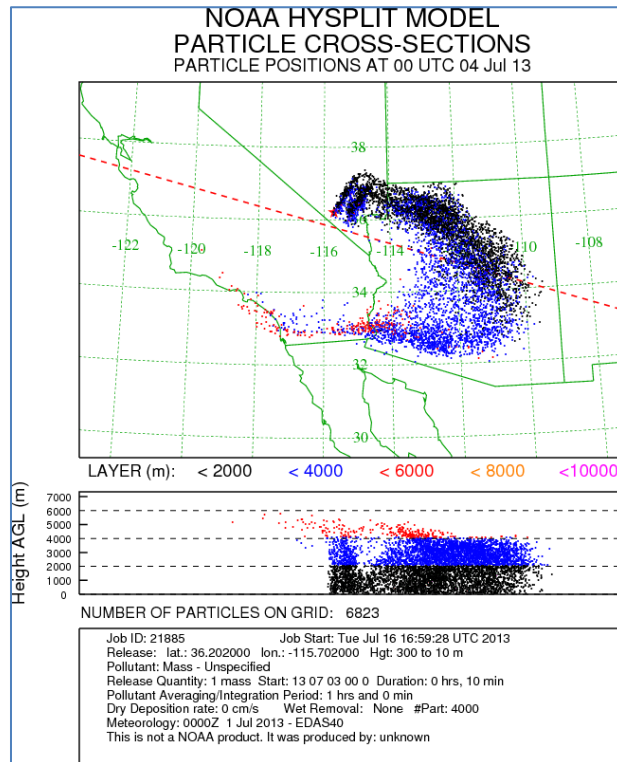 NOAA HYSPLIT MODEL
PARTICLE CROSS-SECTIONS
PARTICLE POSITIONS AT 00 UTC 04 Jul 13
38
36
-122
-120
-118
-116
-114
-110
-108
34
32
30
LAYER (m): < 2000 < 4000 < 6000 < 8000 <10000
Height AGL (m)
7000
6000
5000
4000
3000
2000
1000
0
NUMBER OF PARTICLES ON GRID: 6823
Job ID: 21885 Job Start: Tue Jul 16 16:59:28 UTC 2013
Release: lat.: 36.202000 lon.: -115.702000 Hgt: 300 to 10 m
Pollutant: Mass - Unspecified
Release Quantity: 1 mass Start: 13 07 03 00 0 Duration: 0 hrs, 10 min
Pollutant Averaging/Integration Period: 1 hrs and 0 min
Dry Deposition rate: 0 cm/s Wet Removal: None #Part: 4000
Meteorology: 0000Z 1 Jul 2013 - EDAS40
This is not a NOAA product. It was produced by: unknown